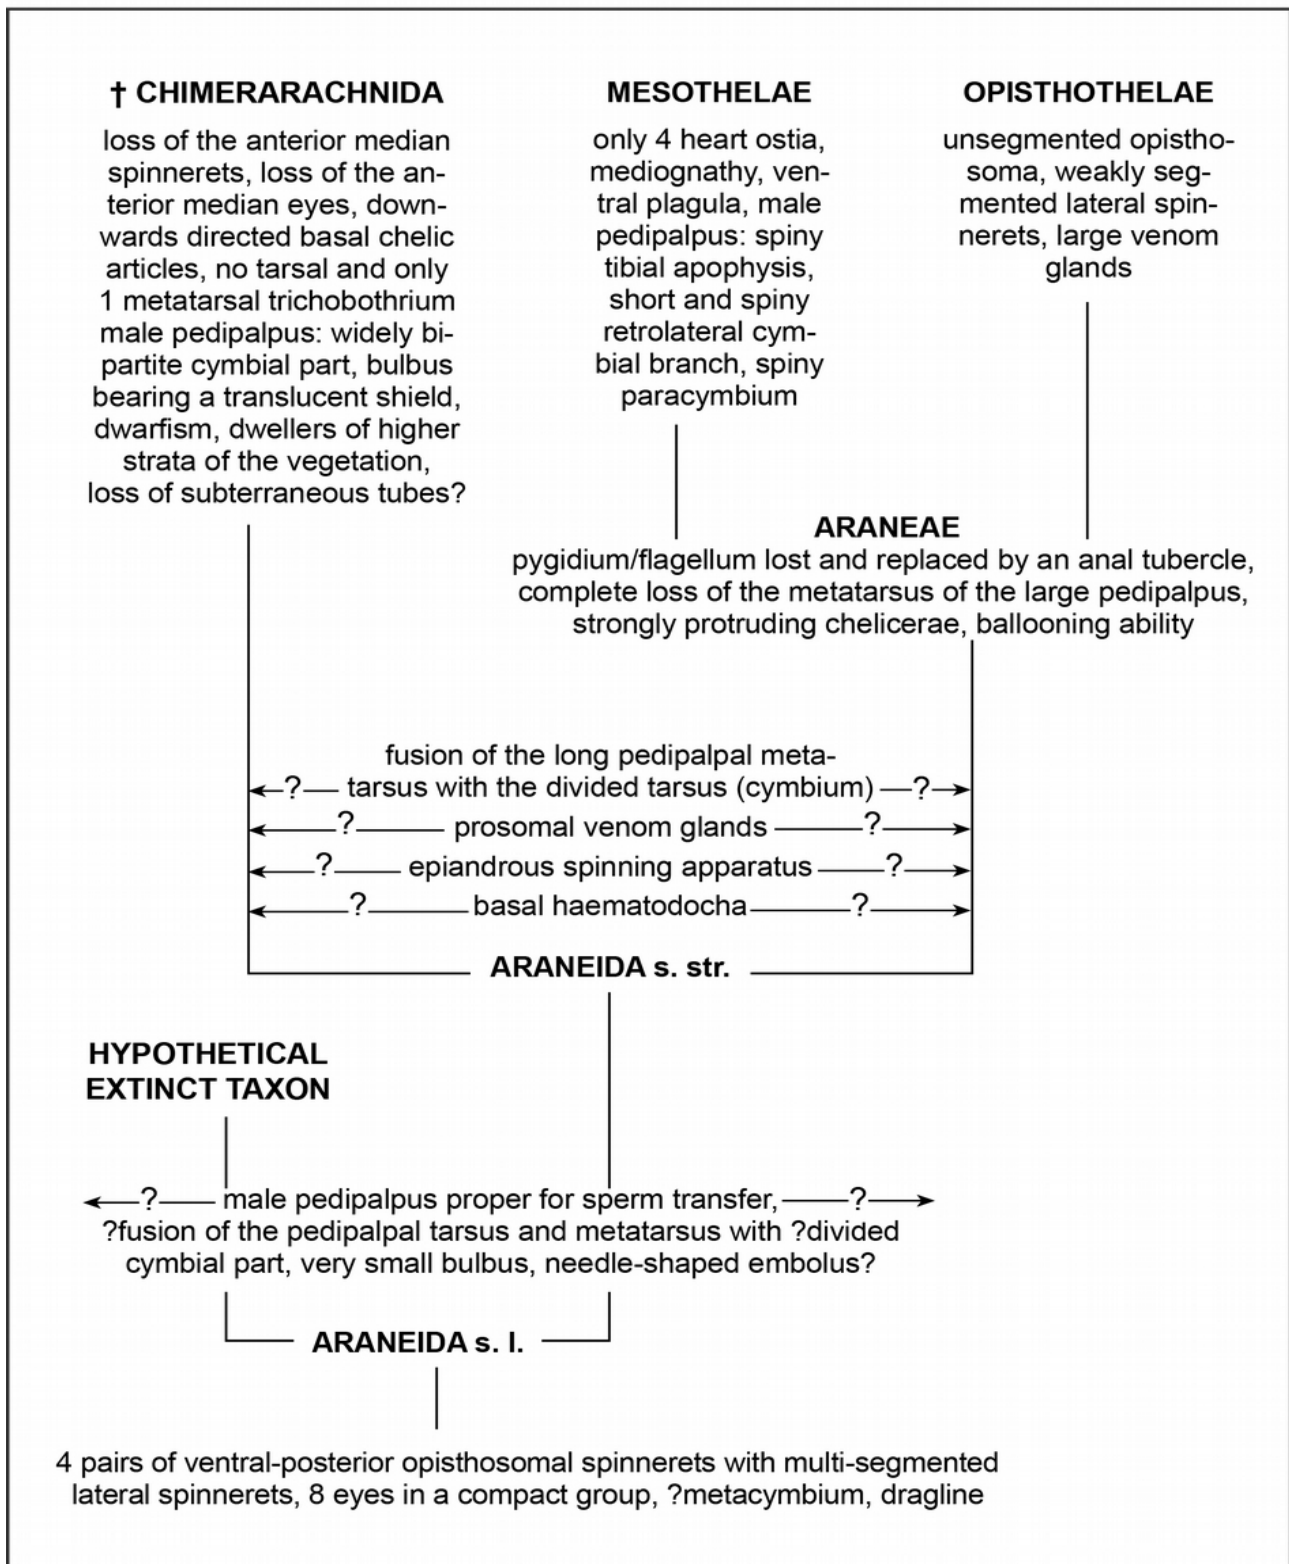 † CHIMERARACHNIDA
loss of the anterior median
spinnerets, loss of the an-
terior median eyes, down-
wards directed basal chelic
articles, no tarsal and only
1 metatarsal trichobothrium
male pedipalpus: widely bi-
partite cymbial part, bulbus
bearing a translucent shield,
dwarfism, dwellers of higher
strata of the vegetation,
loss of subterraneous tubes?
MESOTHELAE
only 4 heart ostia,
mediognathy, ven-
tral plagula, male
pedipalpus: spiny
tibial apophysis,
short and spiny
retrolateral cym-
bial branch, spiny
paracymbium
OPISTHOTHELAE
unsegmented opistho-
soma, weakly seg-
mented lateral spin-
nerets, large venom
glands
ARANEAE
pygidium/flagellum lost and replaced by an anal tubercle,
complete loss of the metatarsus of the large pedipalpus,
strongly protruding chelicerae, ballooning ability
fusion of the long pedipalpal meta-
? tarsus with the divided tarsus (cymbium) ?
? prosomal venom glands ?
? epiandrous spinning apparatus ?
? basal haematodocha ?
ARANEIDA s. str.
HYPOTHETICAL
EXTINCT TAXON
? male pedipalpus proper for sperm transfer, ?
?fusion of the pedipalpal tarsus and metatarsus with ?divided
cymbial part, very small bulbus, needle-shaped embolus?
ARANEIDA s. l.
4 pairs of ventral-posterior opisthosomal spinnerets with multi-segmented
lateral spinnerets, 8 eyes in a compact group, ?metacymbium, dragline